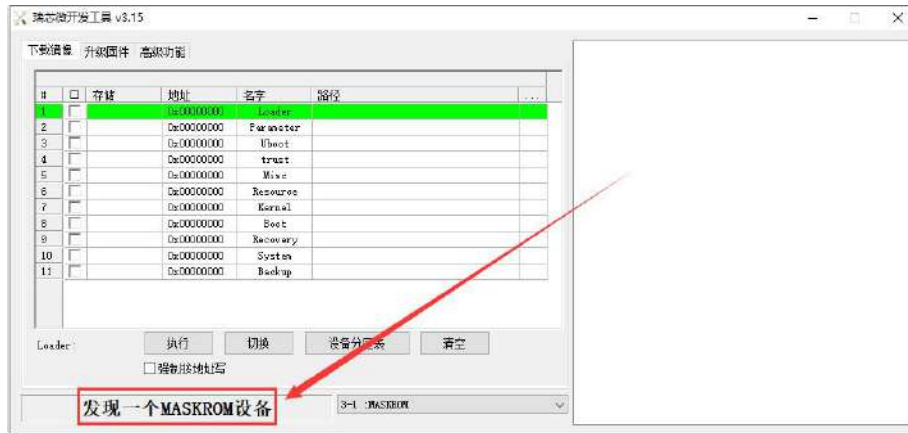 瑞芯微开发工具 v3.15
下载镜像 升级固件 高级功能
# 存储 地址 名字 路径 ...
1 0x00000000 Loader
2 0x00000000 Parameter
3 0x00000000 Uboot
4 0x00000000 trust
5 0x00000000 Misc
6 0x00000000 Resource
7 0x00000000 Kernel
8 0x00000000 Boot
9 0x00000000 Recovery
10 0x00000000 System
11 0x00000000 Backup
Loader: 执行 切换 设备分区表 清空
强制按地址写
发现一个MASKROM设备 3-1 :MASKROM